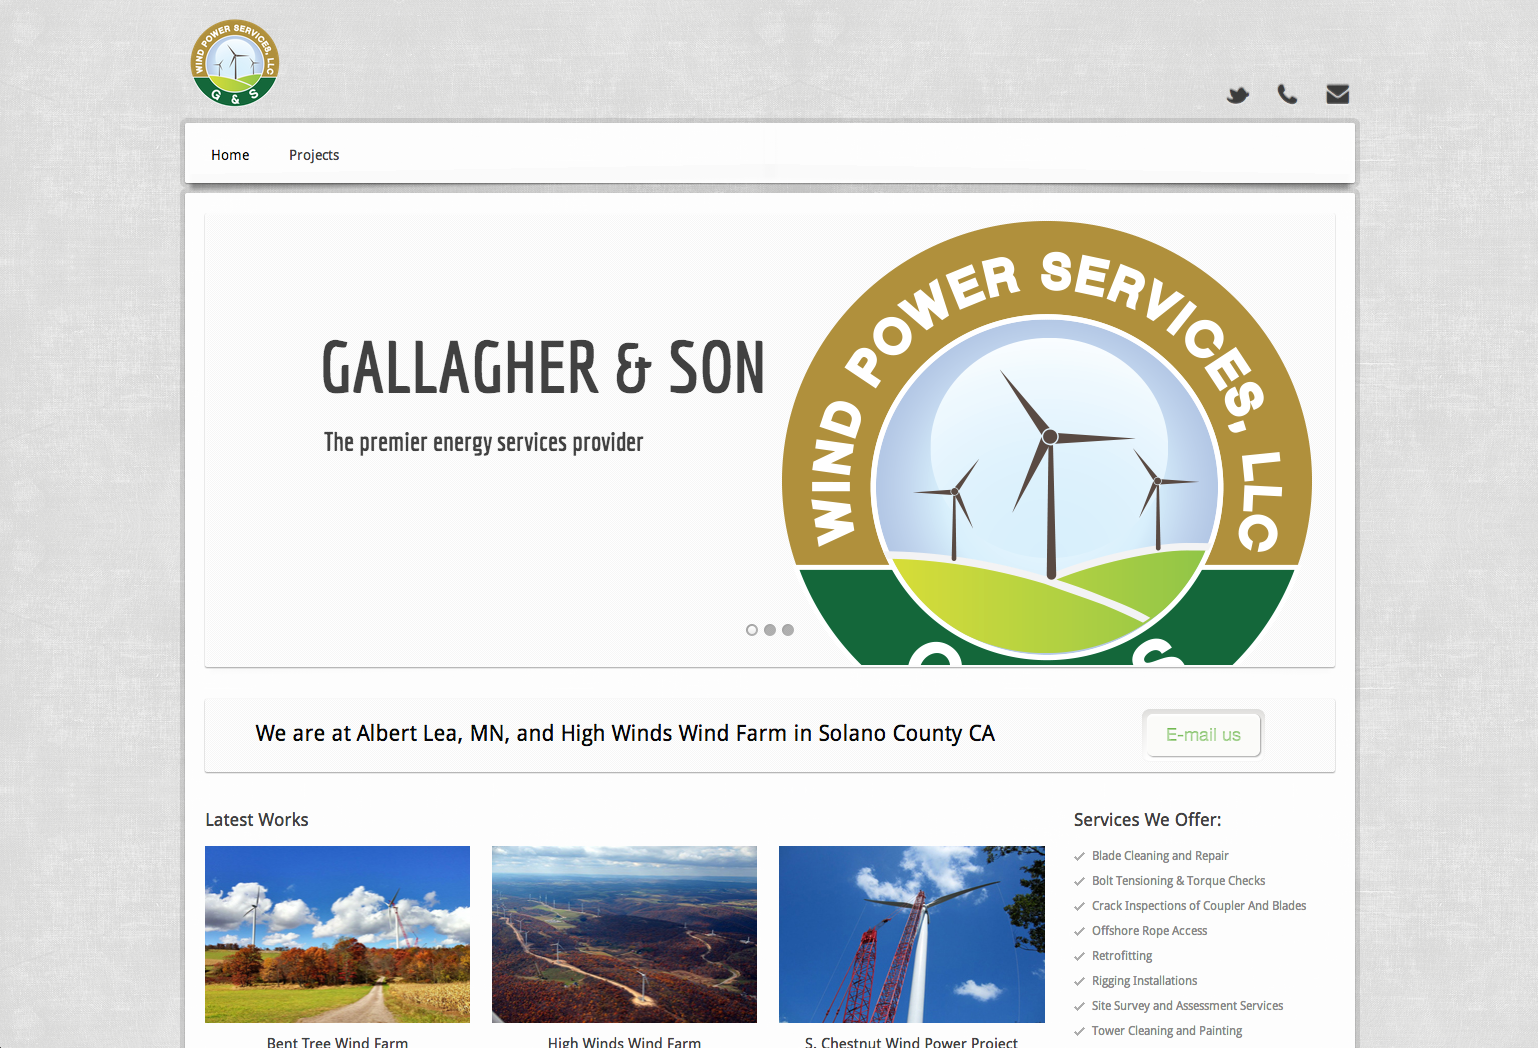 WIND POWER SERVICES, LLC
G & S
Home
Projects
GALLAGHER & SON
The premier energy services provider
WIND POWER SERVICES, LLC
G S
We are at Albert Lea, MN, and High Winds Wind Farm in Solano County CA
E-mail us
Latest Works
Bent Tree Wind Farm
High Winds Wind Farm
S. Chestnut Wind Power Project
Services We Offer:
Blade Cleaning and Repair
Bolt Tensioning & Torque Checks
Crack Inspections of Coupler And Blades
Offshore Rope Access
Retrofitting
Rigging Installations
Site Survey and Assessment Services
Tower Cleaning and Painting